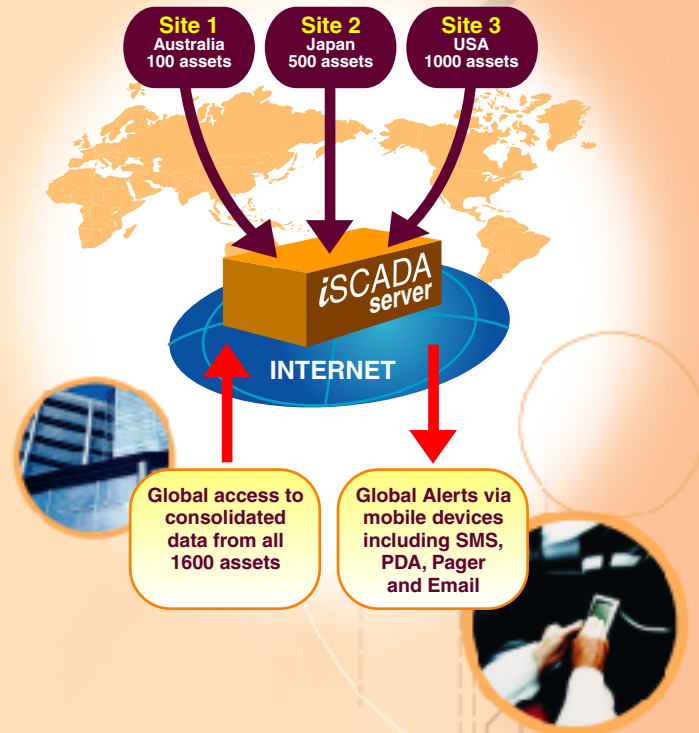 Site 1
Australia
100 assets
Site 2
Japan
500 assets
Site 3
USA
1000 assets
iSCADA
server
INTERNET
Global access to
consolidated
data from all
1600 assets
Global Alerts via
mobile devices
including SMS,
PDA, Pager
and Email